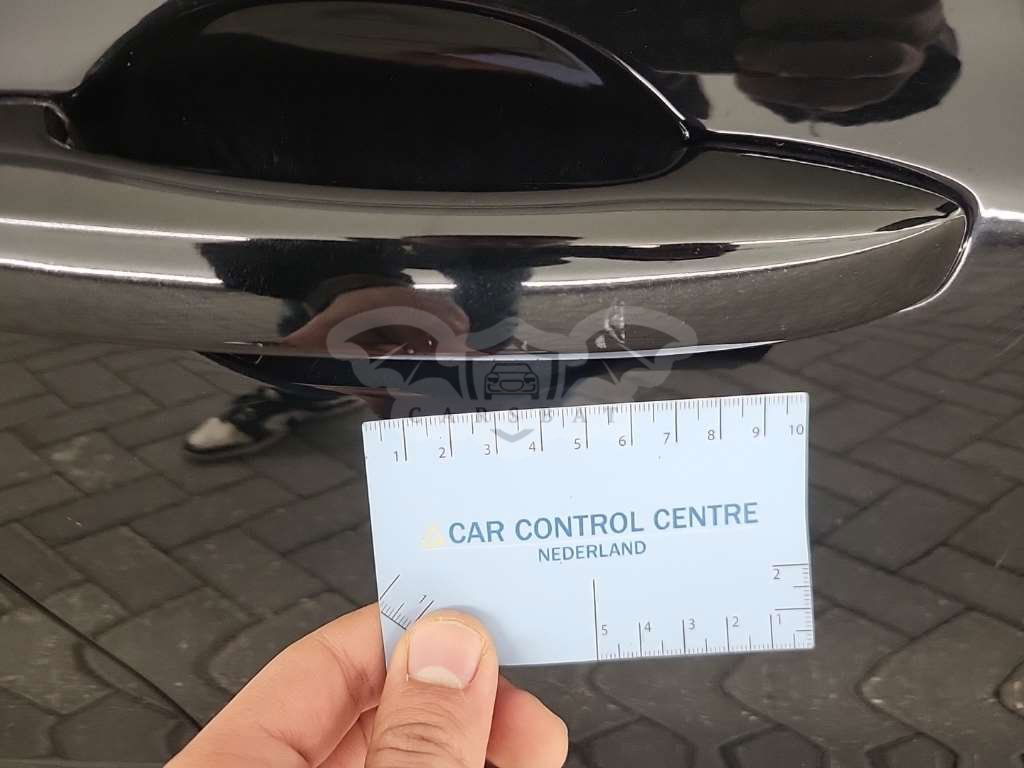 CARSBAT
1 2 3 4 5 6 7 8 9 10
CAR CONTROL CENTRE
NEDERLAND
2
1
5 4 3 2 1